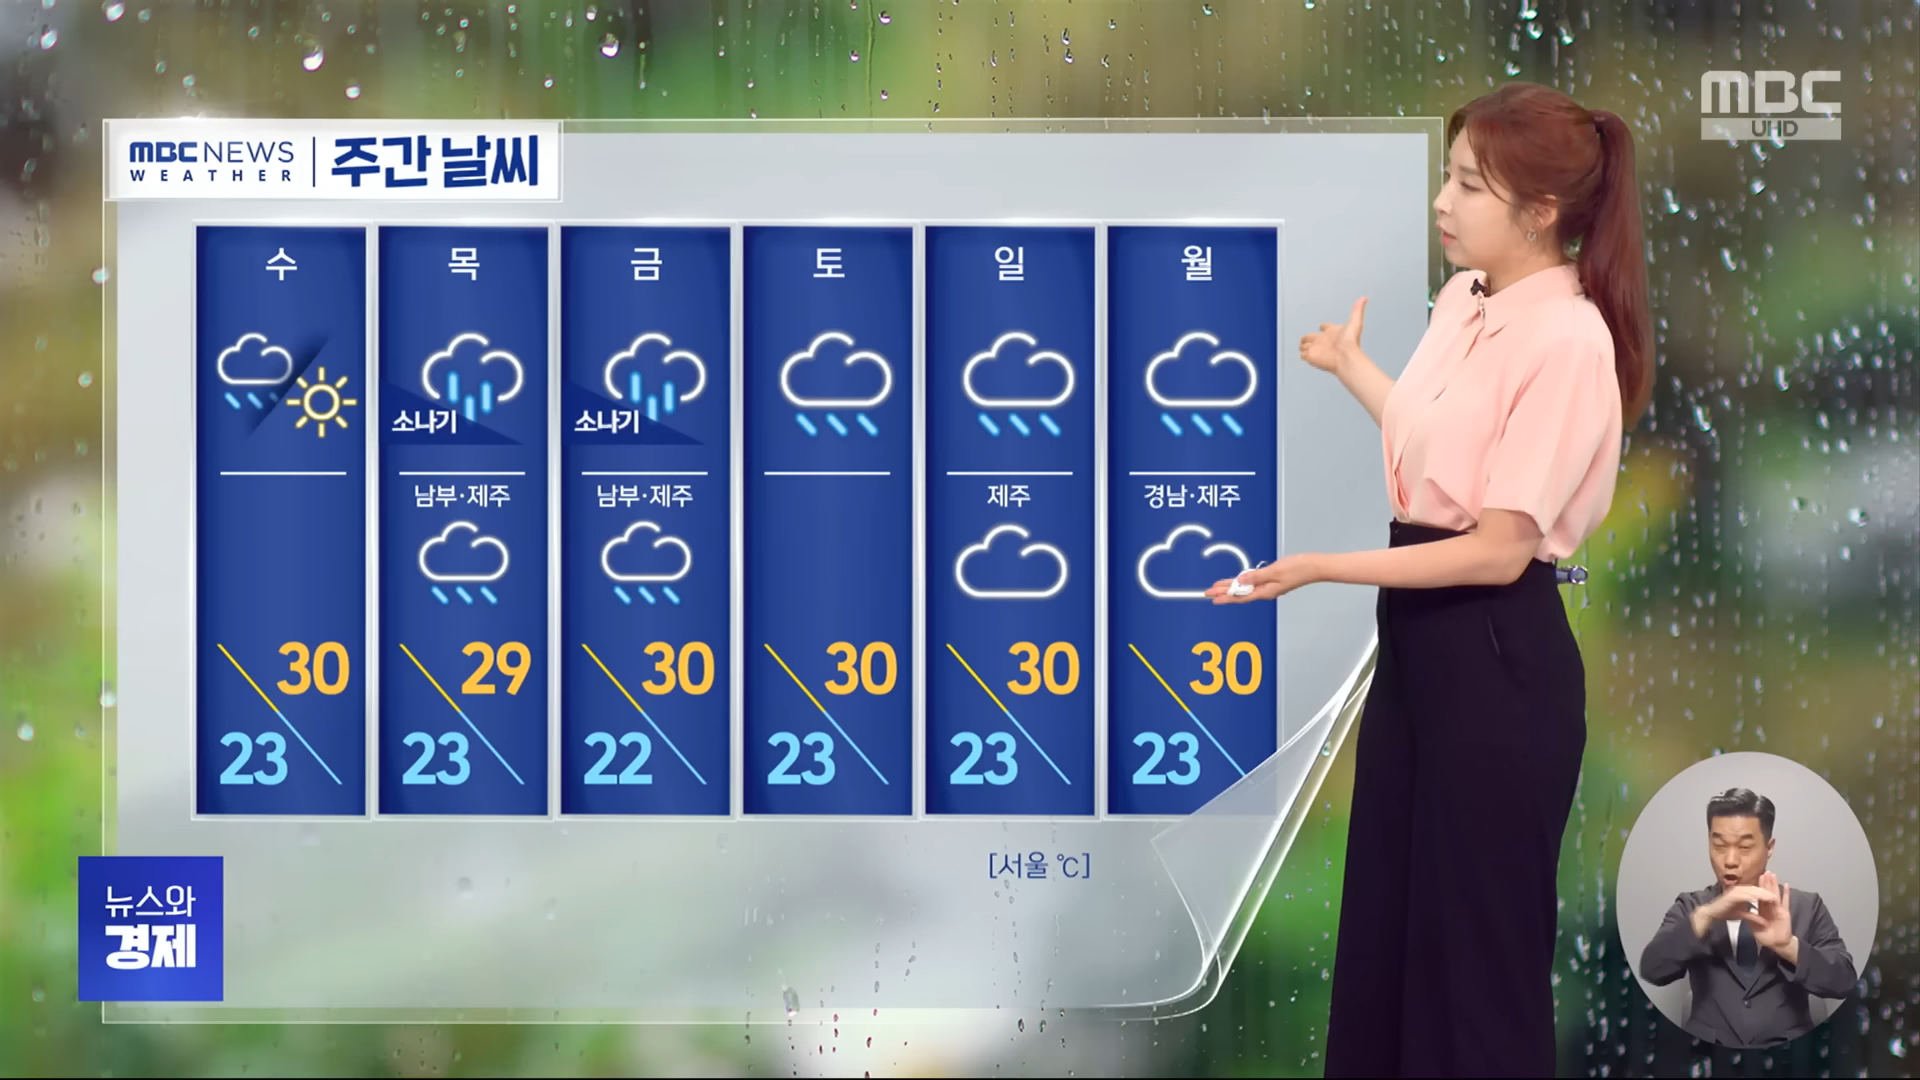 MBC
UHD
MBC NEWS
WEATHER
주간 날씨
수 목 금 토 일 월
소나기 소나기
남부·제주 남부·제주 제주 경남·제주
30 29 30 30 30 30
23 23 22 23 23 23
[서울 ℃]
뉴스와
경제